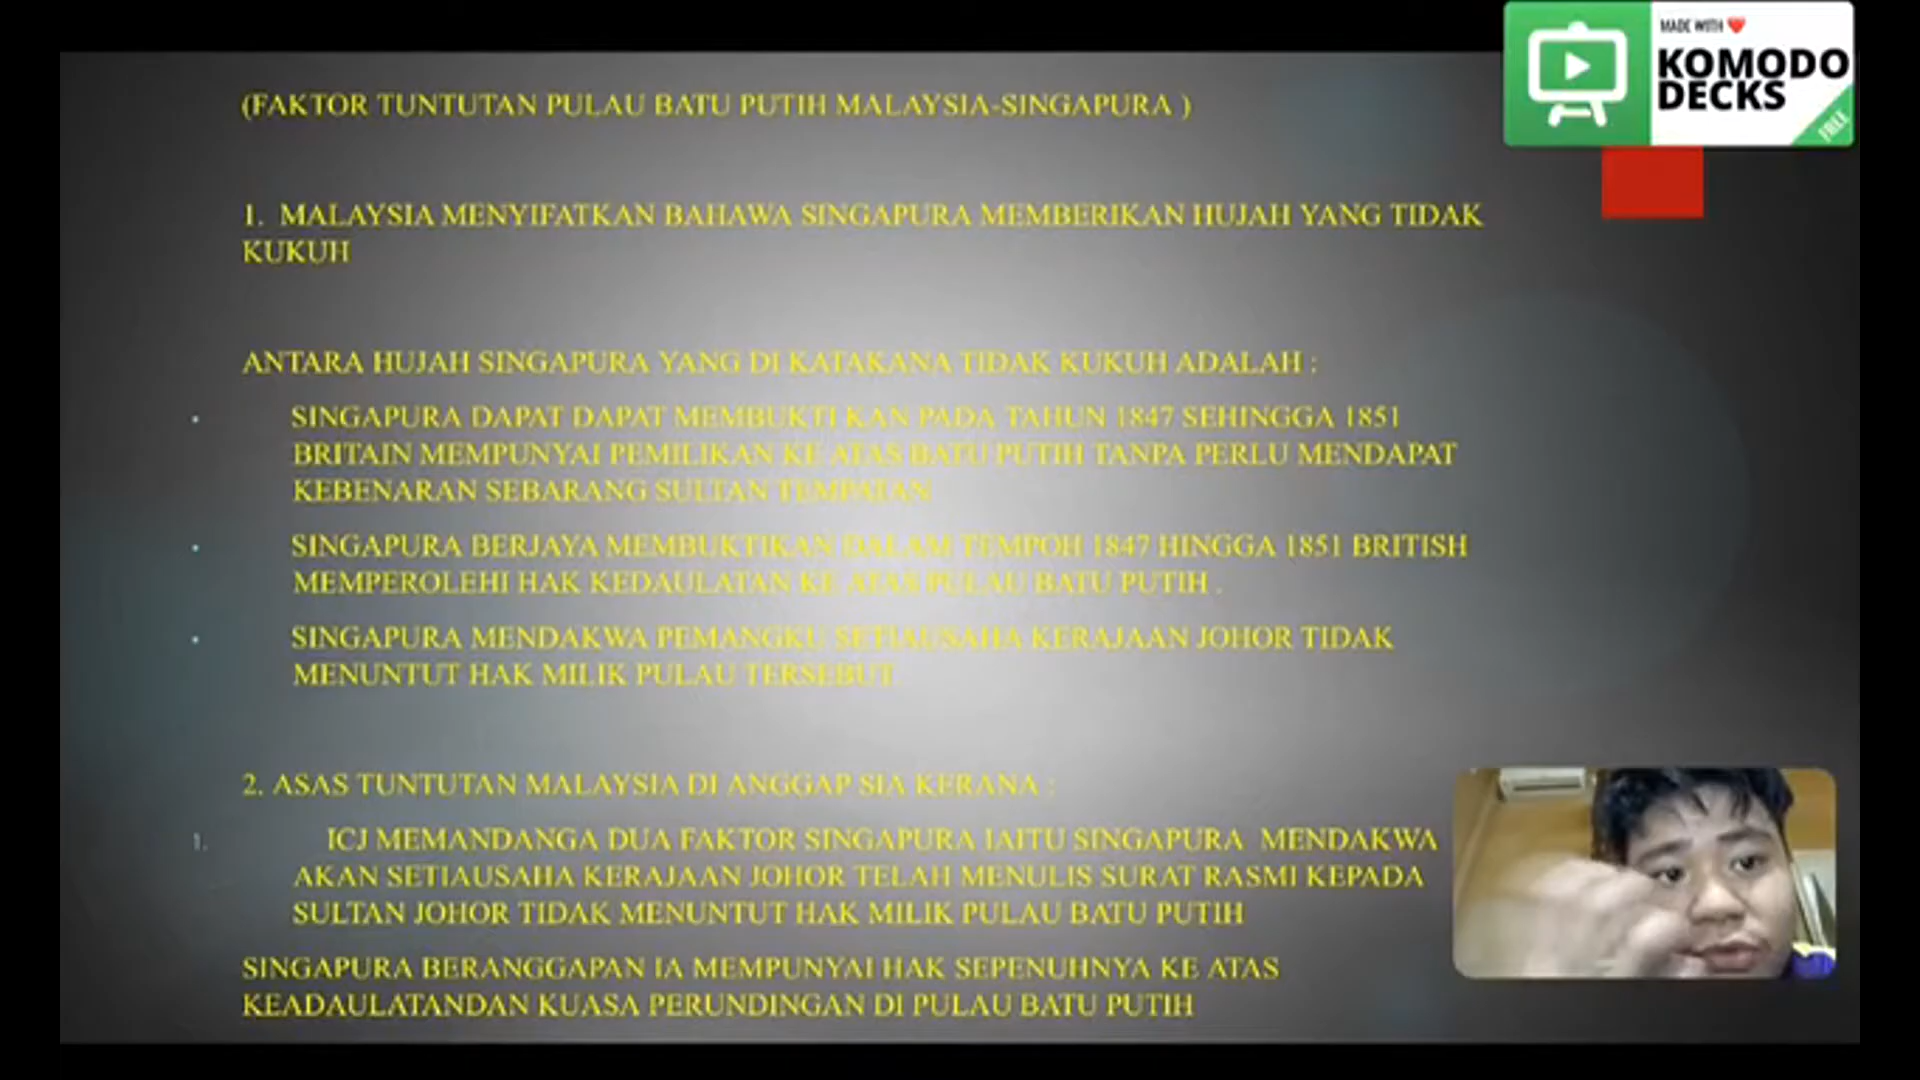 MADE WITH
KOMODO
DECKS
FREE
(FAKTOR TUNTUTAN PULAU BATU PUTIH MALAYSIA-SINGAPURA )
1. MALAYSIA MENYIFATKAN BAHAWA SINGAPURA MEMBERIKAN HUJAH YANG TIDAK
KUKUH
ANTARA HUJAH SINGAPURA YANG DI KATAKANA TIDAK KUKUH ADALAH :
• SINGAPURA DAPAT DAPAT MEMBUKTI KAN PADA TAHUN 1847 SEHINGGA 1851
BRITAIN MEMPUNYAI PEMILIKAN KE ATAS BATU PUTIH TANPA PERLU MENDAPAT
KEBENARAN SEBARANG SULTAN TEMPATAN
• SINGAPURA BERJAYA MEMBUKTIKAN DALAM TEMPOH 1847 HINGGA 1851 BRITISH
MEMPEROLEHI HAK KEDAULATAN KE ATAS PULAU BATU PUTIH .
• SINGAPURA MENDAKWA PEMANGKU SETIAUSAHA KERAJAAN JOHOR TIDAK
MENUNTUT HAK MILIK PULAU TERSEBUT
2. ASAS TUNTUTAN MALAYSIA DI ANGGAP SIA KERANA :
1. ICJ MEMANDANGA DUA FAKTOR SINGAPURA IAITU SINGAPURA MENDAKWA
AKAN SETIAUSAHA KERAJAAN JOHOR TELAH MENULIS SURAT RASMI KEPADA
SULTAN JOHOR TIDAK MENUNTUT HAK MILIK PULAU BATU PUTIH
SINGAPURA BERANGGAPAN IA MEMPUNYAI HAK SEPENUHNYA KE ATAS
KEADAULATANDAN KUASA PERUNDINGAN DI PULAU BATU PUTIH